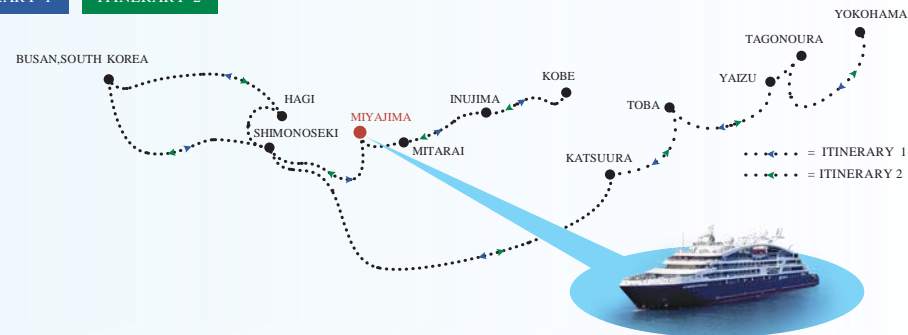 ARY 1
ITINERARY 2
YOKOHAMA
TAGONOURA
BUSAN,SOUTH KOREA
YAIZU
KOBE
HAGI
INUJIMA
TOBA
MIYAJIMA
SHIMONOSEKI
MITARAI
KATSUURA
= ITINERARY 1
= ITINERARY 2